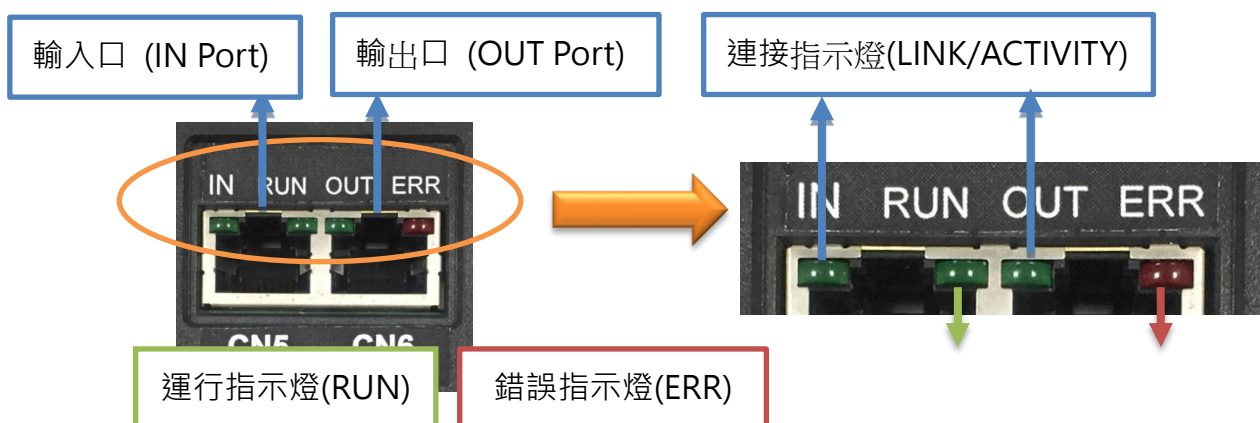 輸入口 (IN Port)
輸出口 (OUT Port)
連接指示燈(LINK/ACTIVITY)
IN RUN OUT ERR
IN RUN OUT ERR
CN5 CN6
運行指示燈(RUN)
錯誤指示燈(ERR)